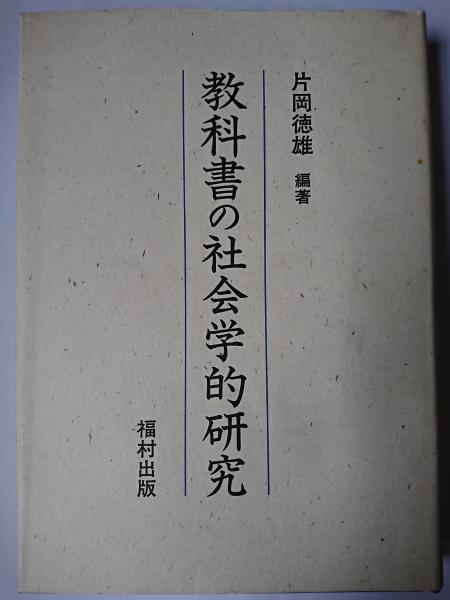 片岡徳雄 編著
教科書の社会学的研究
福村出版